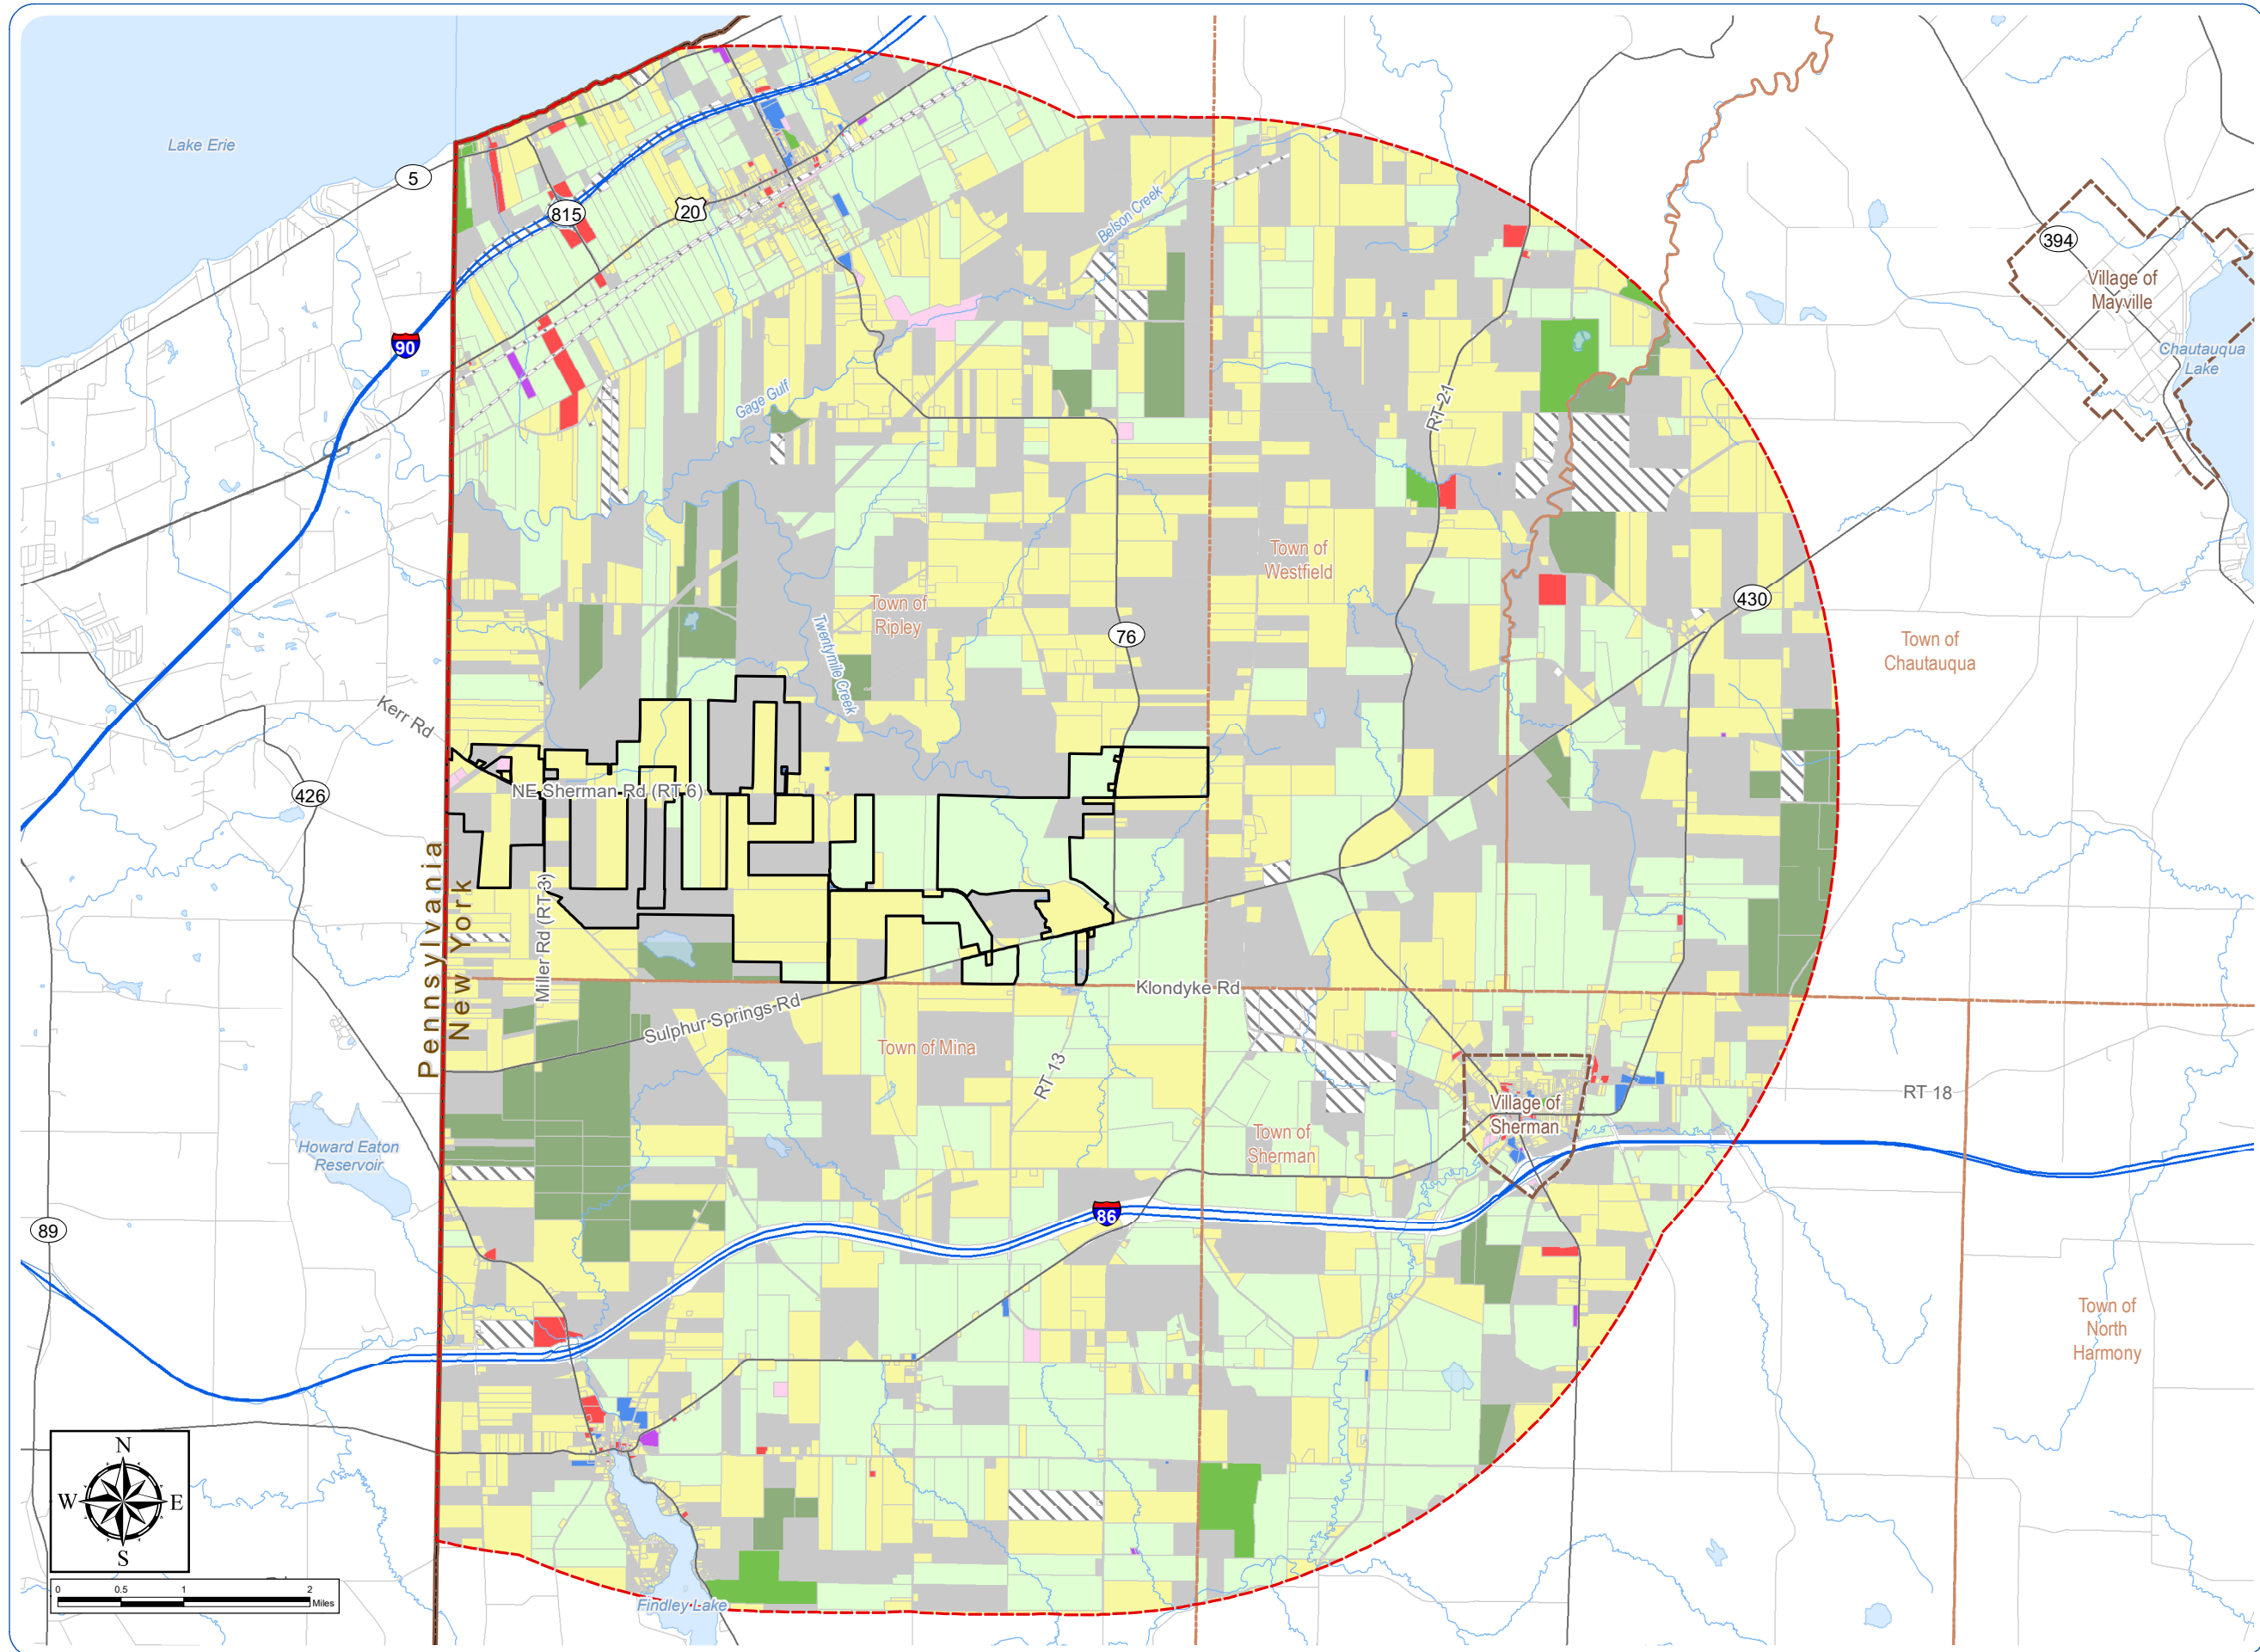 Lake Erie
5
815
20
90
Belson Creek
394
Village of
Mayville
Chautauqua
Lake
Gage Gulf
RT 21
Town of
Westfield
Town of
Ripley
Twentymile Creek
76
430
Town of
Chautauqua
Kerr Rd
426
NE Sherman Rd (RT 6)
Pennsylvania
New York
Miller Rd (RT 3)
Klondyke Rd
Sulphur Springs Rd
Town of Mina
RT 13
RT 18
Village of
Sherman
Town of
Sherman
Howard Eaton
Reservoir
89
86
Town of
North
Harmony
N
W
E
S
0
0.5
1
2
Miles
Findley Lake